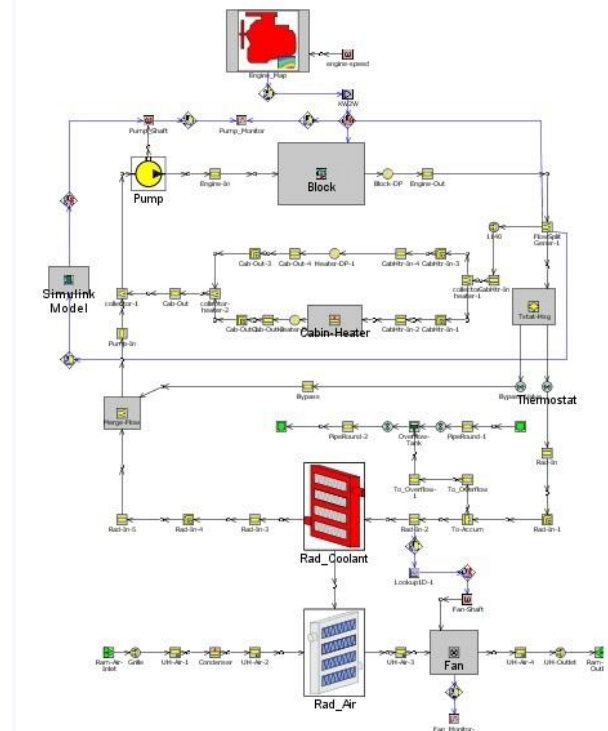 Engine_Map
engine-speed
KW2W
Pump_Shaft
Pump_Monitor
Pump
Engine-In
Block
Block-DP
Engine-Out
FlowSplit
1140
Cab-Out-3
Cab-Out-4
Heater-DP-1
CabHtr-In-4
CabHtr-In-3
Simulink
Model
collector-1
Cab-Out
collector-
heater-2
Cabin-Heater
CabHtr-In-2
CabHtr-In-1
heater-1
Pump-In
Thermostat
Bypass
Merge-Flow
PipeRound-2
Overflow-
Tank
PipeRound-1
Rad-In
To_Overflow-
1
To_Overflow
Rad-In-5
Rad-In-4
Rad-In-3
Rad_Coolant
Rad-In-2
To-Accum
Rad-In-1
Lookup1D-1
Fan-Shaft
Ram-Air-
Inlet
Grille
UH-Air-1
Condenser
UH-Air-2
Rad_Air
UH-Air-3
Fan
UH-Air-4
UH-Outlet
Fan_Monitor-